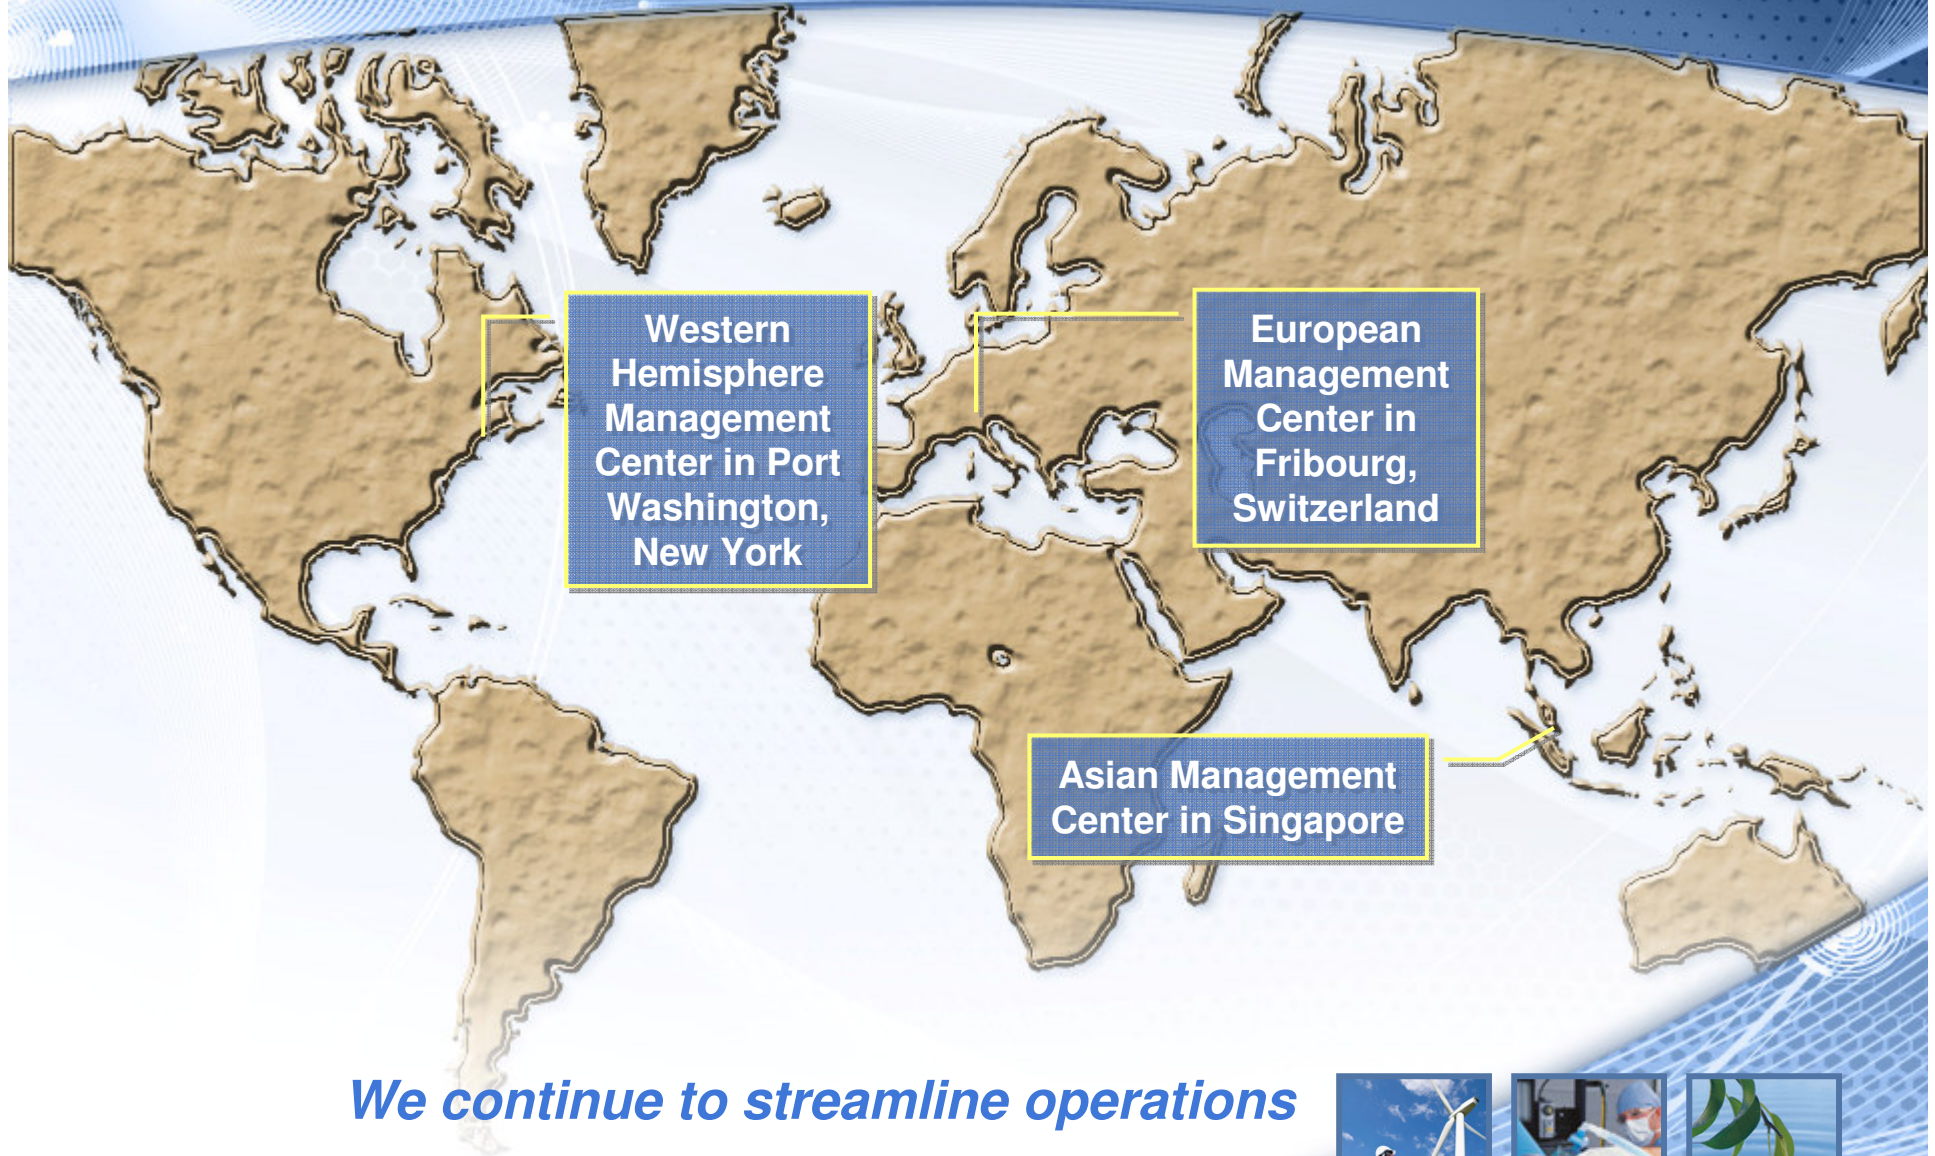 Western
Hemisphere
Management
Center in Port
Washington,
New York
European
Management
Center in
Fribourg,
Switzerland
Asian Management
Center in Singapore
We continue to streamline operations